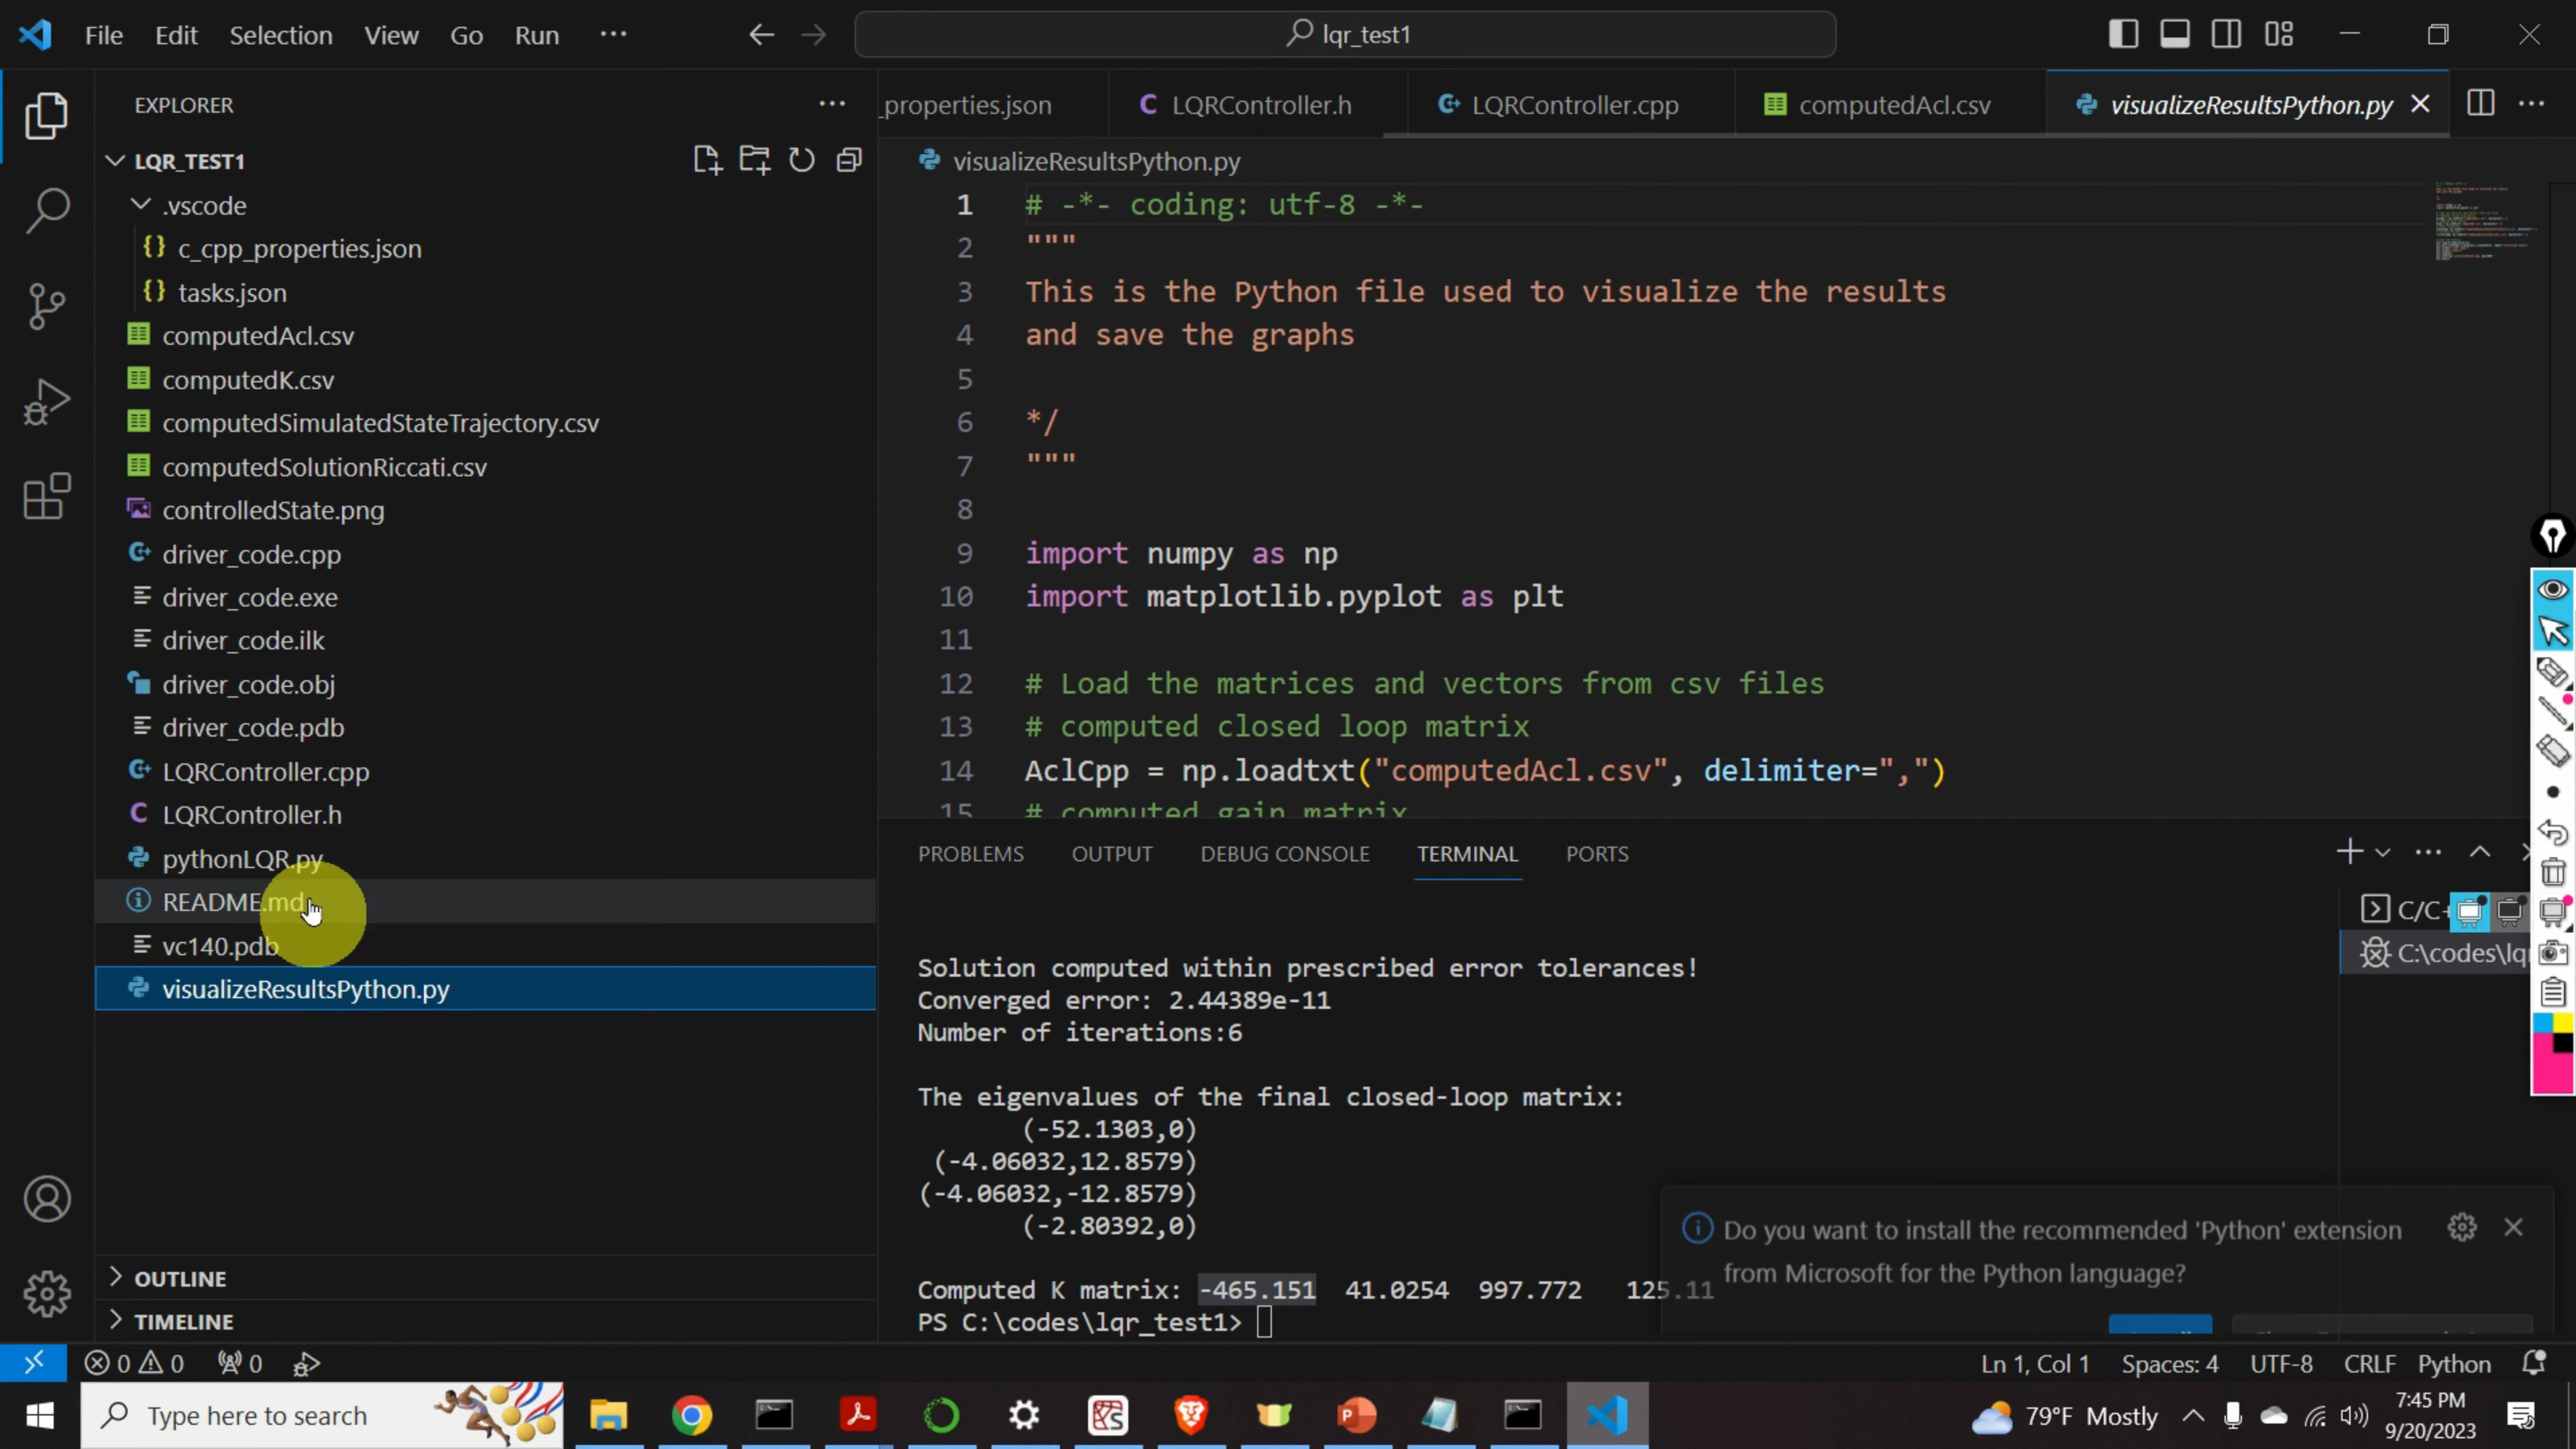 File Edit Selection View Go Run ···
lqr_test1
EXPLORER
LQR_TEST1
.vscode
c_cpp_properties.json
tasks.json
computedAcl.csv
computedK.csv
computedSimulatedStateTrajectory.csv
computedSolutionRiccati.csv
controlledState.png
driver_code.cpp
driver_code.exe
driver_code.ilk
driver_code.obj
driver_code.pdb
LQRController.cpp
LQRController.h
pythonLQR.py
README.md
vc140.pdb
visualizeResultsPython.py
OUTLINE
TIMELINE
_properties.json LQRController.h LQRController.cpp computedAcl.csv visualizeResultsPython.py
visualizeResultsPython.py
1 # -*- coding: utf-8 -*-
2 """
3 This is the Python file used to visualize the results
4 and save the graphs
5
6 */
7 """
8
9 import numpy as np
10 import matplotlib.pyplot as plt
11
12 # Load the matrices and vectors from csv files
13 # computed closed loop matrix
14 AclCpp = np.loadtxt("computedAcl.csv", delimiter=",")
15 # computed gain matrix
PROBLEMS OUTPUT DEBUG CONSOLE TERMINAL PORTS
C/C+
C:\codes\lq
Solution computed within prescribed error tolerances!
Converged error: 2.44389e-11
Number of iterations:6
The eigenvalues of the final closed-loop matrix:
(-52.1303,0)
(-4.06032,12.8579)
(-4.06032,-12.8579)
(-2.80392,0)
Computed K matrix: -465.151 41.0254 997.772 125.11
PS C:\codes\lqr_test1>
Do you want to install the recommended 'Python' extension
from Microsoft for the Python language?
0 0 0
Ln 1, Col 1 Spaces: 4 UTF-8 CRLF Python
Type here to search
79°F Mostly
7:45 PM
9/20/2023